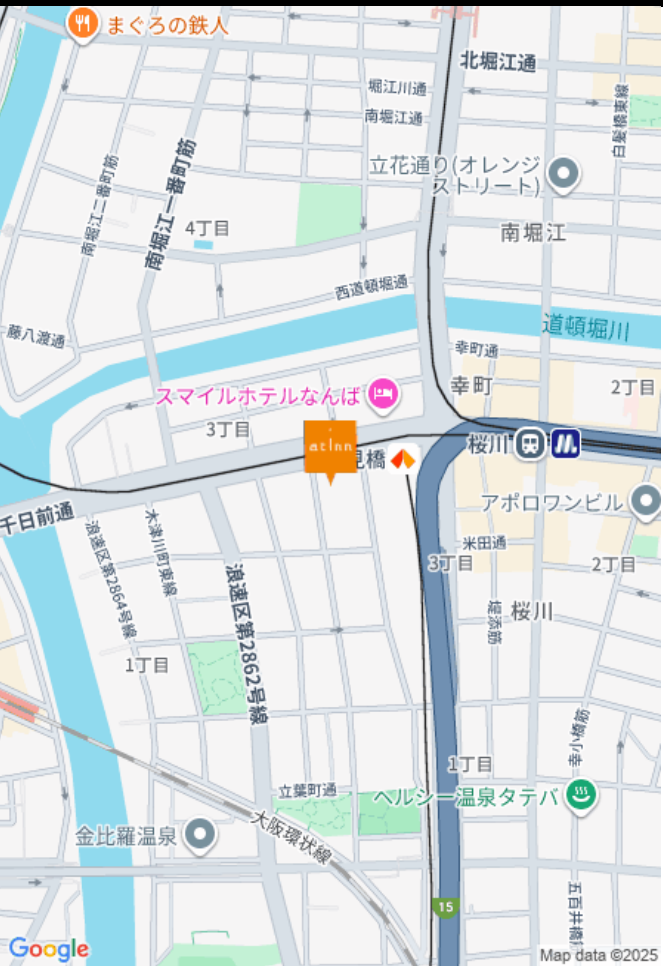 まぐろの鉄人
北堀江通
堀江川通
白髪橋東線
南堀江通
立花通り(オレンジ
ストリート)
南堀江二番町筋
南堀江一番町筋
4丁目
南堀江
西道頓堀通
道頓堀川
藤八渡通
幸町通
スマイルホテルなんば
幸町
2丁目
3丁目
at inn
見橋
桜川
アポロワンビル
千日前通
浪速区第2864号線
木津川町東線
米田通
3丁目
2丁目
浪速区第2862号線
堤添筋
桜川
1丁目
幸小橋筋
1丁目
立葉町通
ヘルシー温泉タテバ
金比羅温泉
大阪環状線
15
五百井橋
Google
Map data ©2025